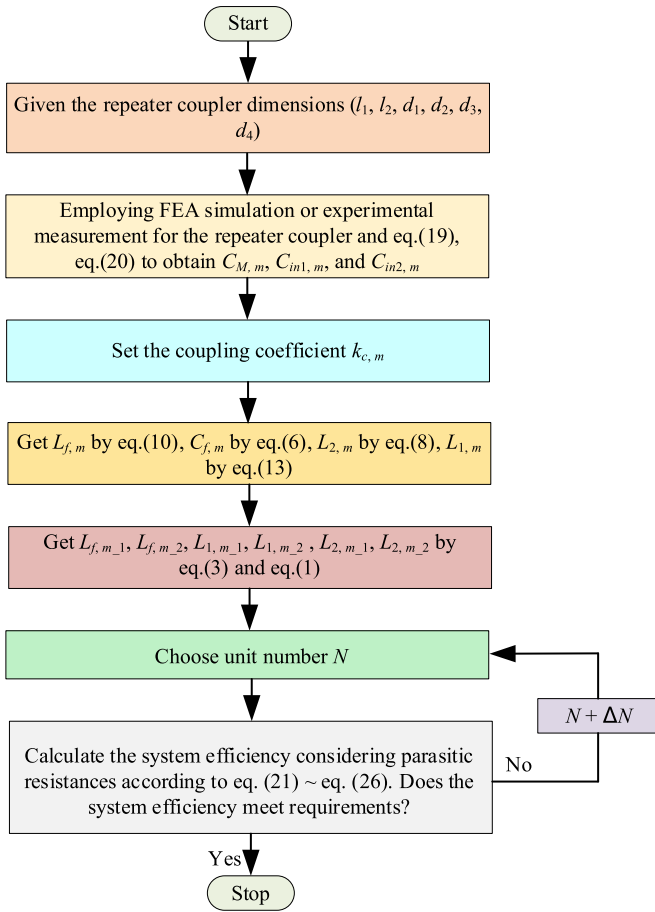 Start
Given the repeater coupler dimensions (l1, l2, d1, d2, d3,
d4)
Employing FEA simulation or experimental
measurement for the repeater coupler and eq.(19),
eq.(20) to obtain CM, m, Cin1, m, and Cin2, m
Set the coupling coefficient kc, m
Get Lf, m by eq.(10), Cf, m by eq.(6), L2, m by eq.(8), L1, m
by eq.(13)
Get Lf, m_1, Lf, m_2, L1, m_1, L1, m_2 , L2, m_1, L2, m_2 by
eq.(3) and eq.(1)
Choose unit number N
N + ΔN
Calculate the system efficiency considering parasitic
resistances according to eq. (21) ~ eq. (26). Does the
system efficiency meet requirements?
No
Yes
Stop